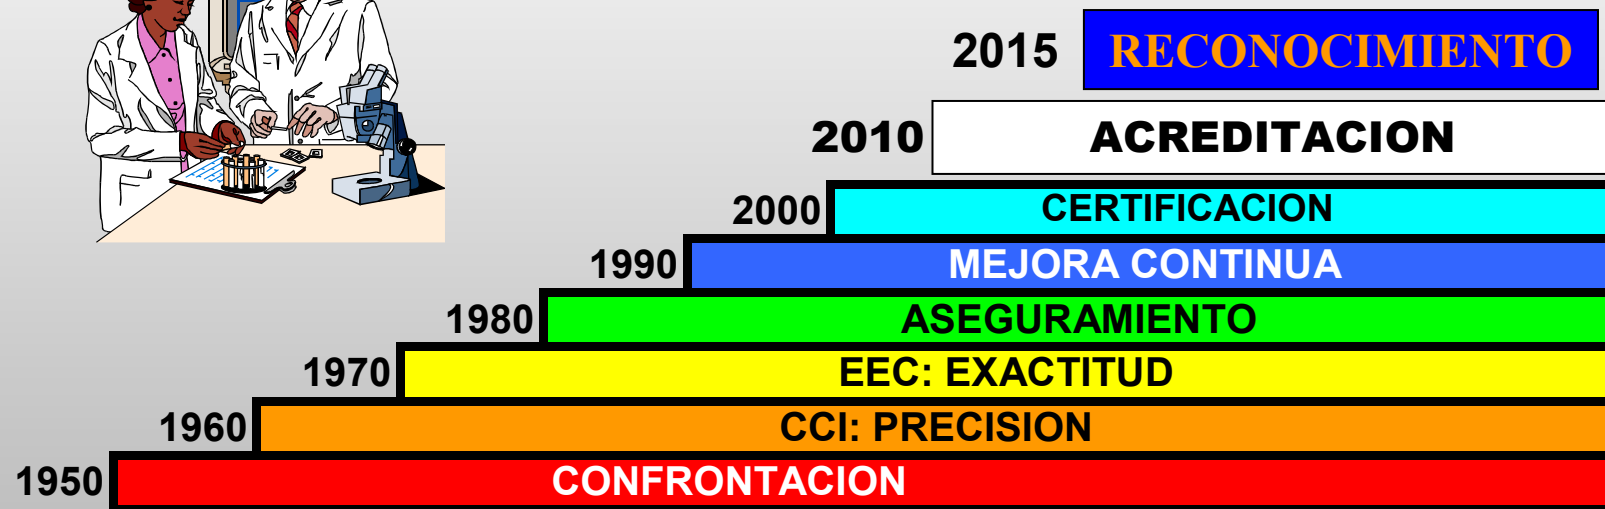 2015 RECONOCIMIENTO
2010 ACREDITACION
2000 CERTIFICACION
1990 MEJORA CONTINUA
1980 ASEGURAMIENTO
1970 EEC: EXACTITUD
1960 CCI: PRECISION
1950 CONFRONTACION